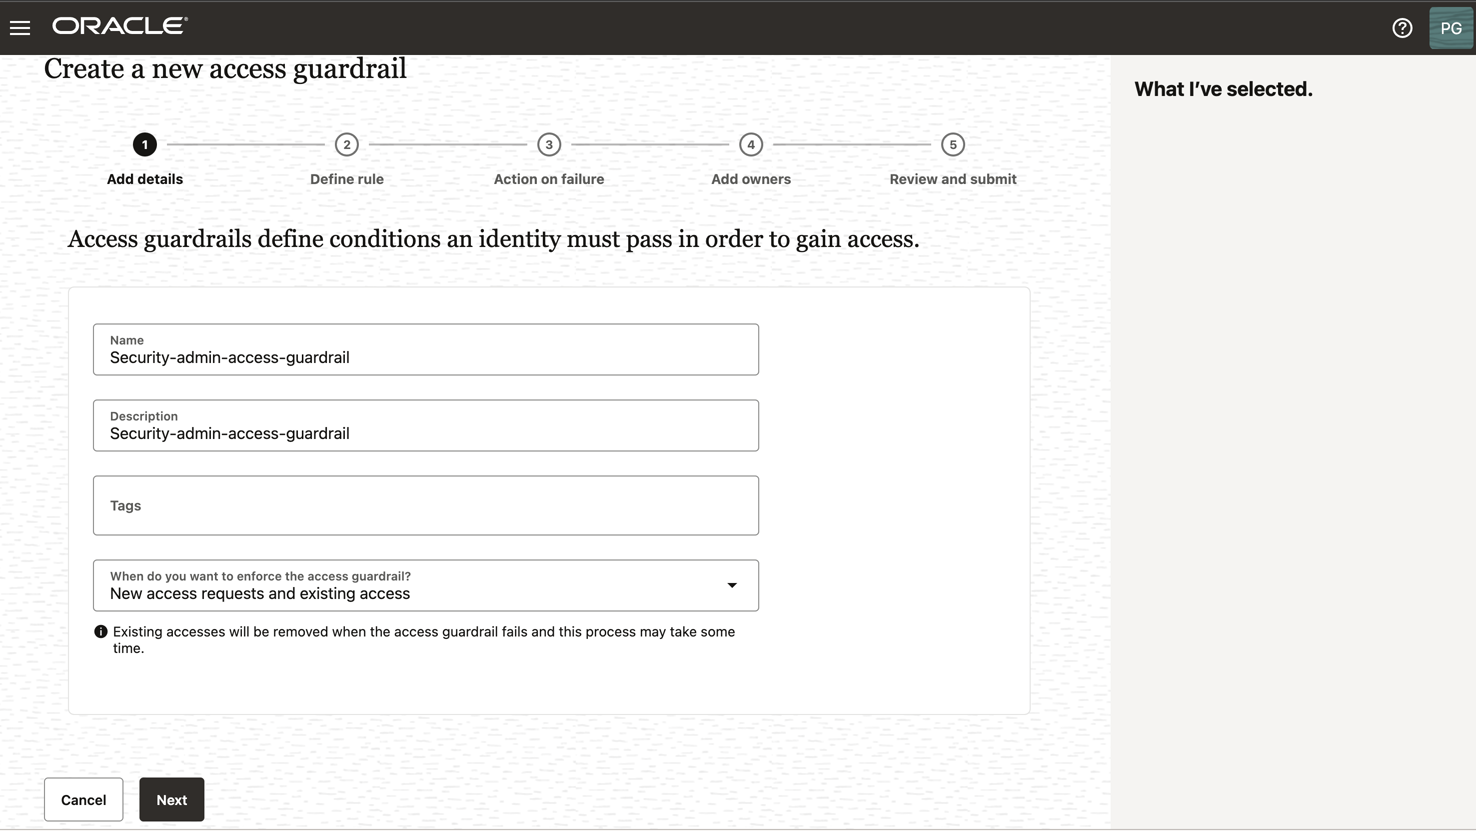 ORACLE®
PG
Create a new access guardrail
What I’ve selected.
1
2
3
4
5
Add details
Define rule
Action on failure
Add owners
Review and submit
Access guardrails define conditions an identity must pass in order to gain access.
Name
Security-admin-access-guardrail
Description
Security-admin-access-guardrail
Tags
When do you want to enforce the access guardrail?
New access requests and existing access
Existing accesses will be removed when the access guardrail fails and this process may take some
time.
Cancel
Next